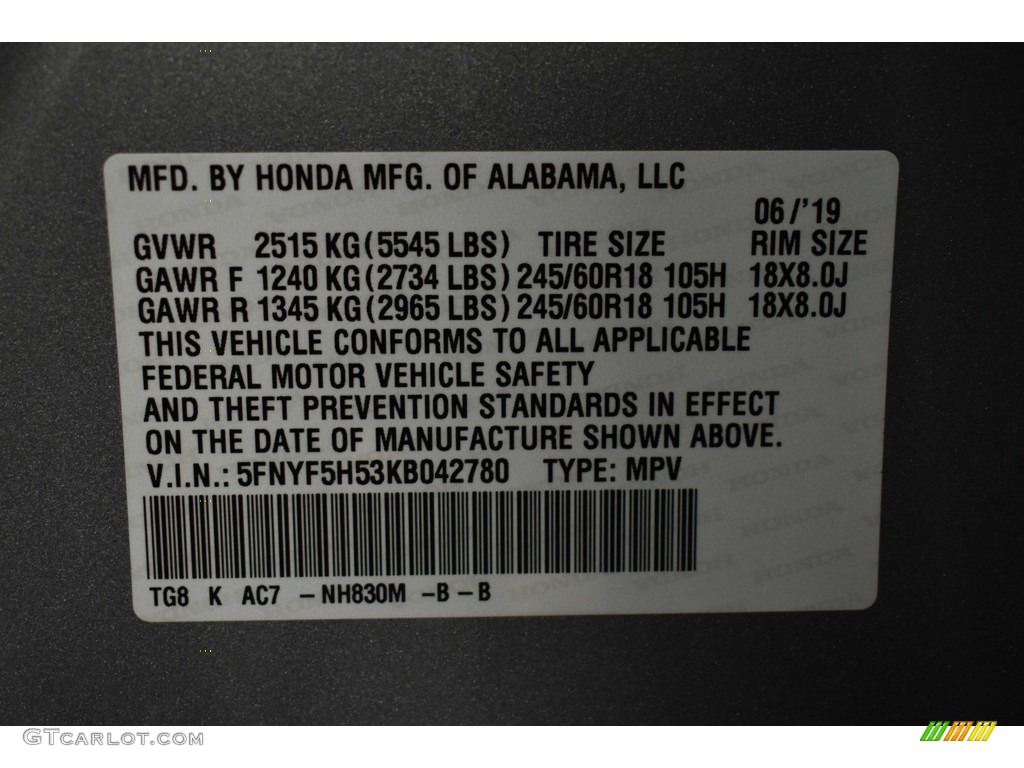 MFD. BY HONDA MFG. OF ALABAMA, LLC
06/'19
GVWR 2515 KG (5545 LBS) TIRE SIZE RIM SIZE
GAWR F 1240 KG (2734 LBS) 245/60R18 105H 18X8.0J
GAWR R 1345 KG (2965 LBS) 245/60R18 105H 18X8.0J
THIS VEHICLE CONFORMS TO ALL APPLICABLE
FEDERAL MOTOR VEHICLE SAFETY
AND THEFT PREVENTION STANDARDS IN EFFECT
ON THE DATE OF MANUFACTURE SHOWN ABOVE.
V.I.N.: 5FNYF5H53KB042780 TYPE: MPV
TG8 K AC7 -NH830M -B-B
GTCarLot.com